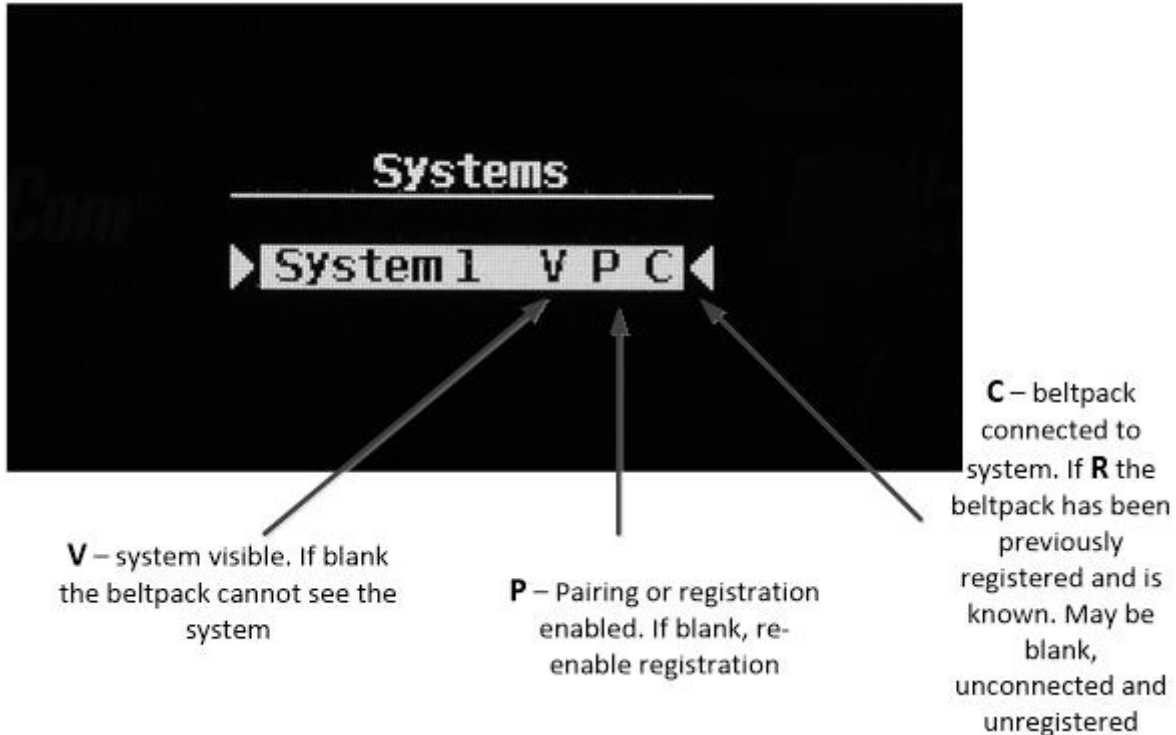 Systems
System1 V P C
V – system visible. If blank
the beltpack cannot see the
system
P – Pairing or registration
enabled. If blank, re-
enable registration
C – beltpack
connected to
system. If R the
beltpack has been
previously
registered and is
known. May be
blank,
unconnected and
unregistered